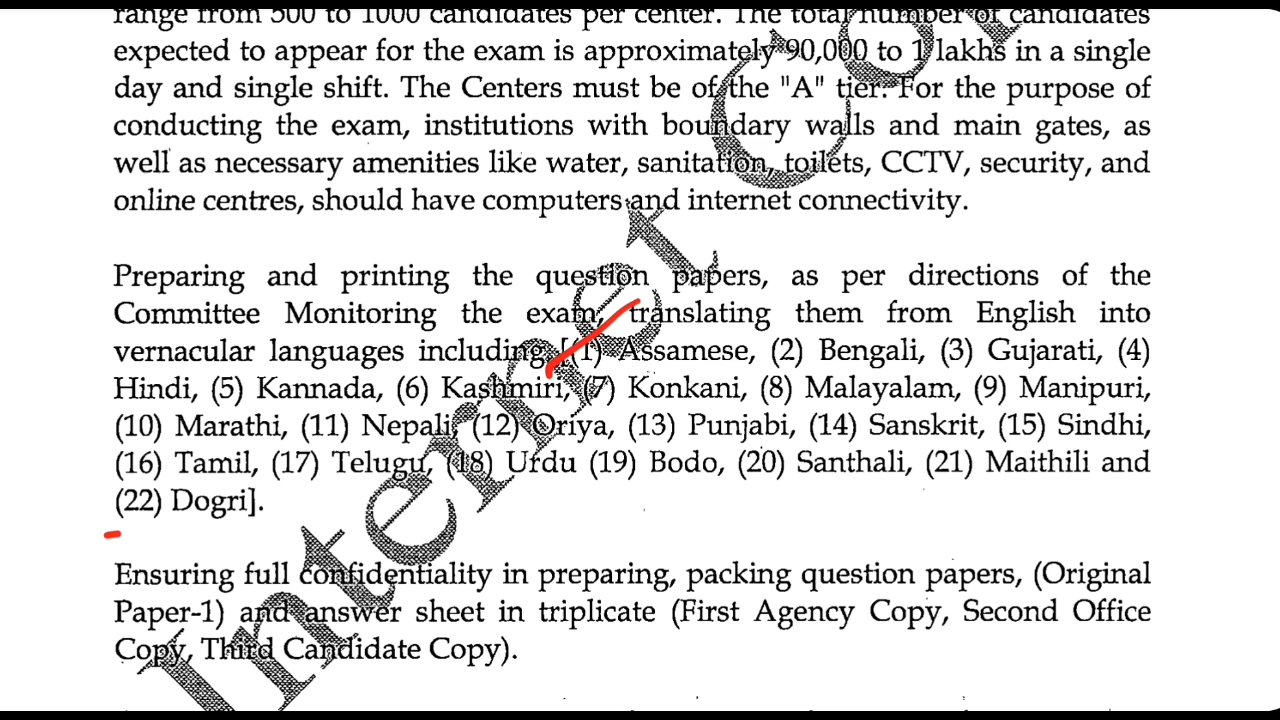 range from 500 to 1000 candidates per center. The total number of candidates
expected to appear for the exam is approximately 90,000 to 1 lakhs in a single
day and single shift. The Centers must be of the "A" tier. For the purpose of
conducting the exam, institutions with boundary walls and main gates, as
well as necessary amenities like water, sanitation, toilets, CCTV, security, and
online centres, should have computers and internet connectivity.
Preparing and printing the question papers, as per directions of the
Committee Monitoring the exam, translating them from English into
vernacular languages including [(1) Assamese, (2) Bengali, (3) Gujarati, (4)
Hindi, (5) Kannada, (6) Kashmiri, (7) Konkani, (8) Malayalam, (9) Manipuri,
(10) Marathi, (11) Nepali, (12) Oriya, (13) Punjabi, (14) Sanskrit, (15) Sindhi,
(16) Tamil, (17) Telugu, (18) Urdu (19) Bodo, (20) Santhali, (21) Maithili and
(22) Dogri].
Ensuring full confidentiality in preparing, packing question papers, (Original
Paper-1) and answer sheet in triplicate (First Agency Copy, Second Office
Copy, Third Candidate Copy).
Internet Co